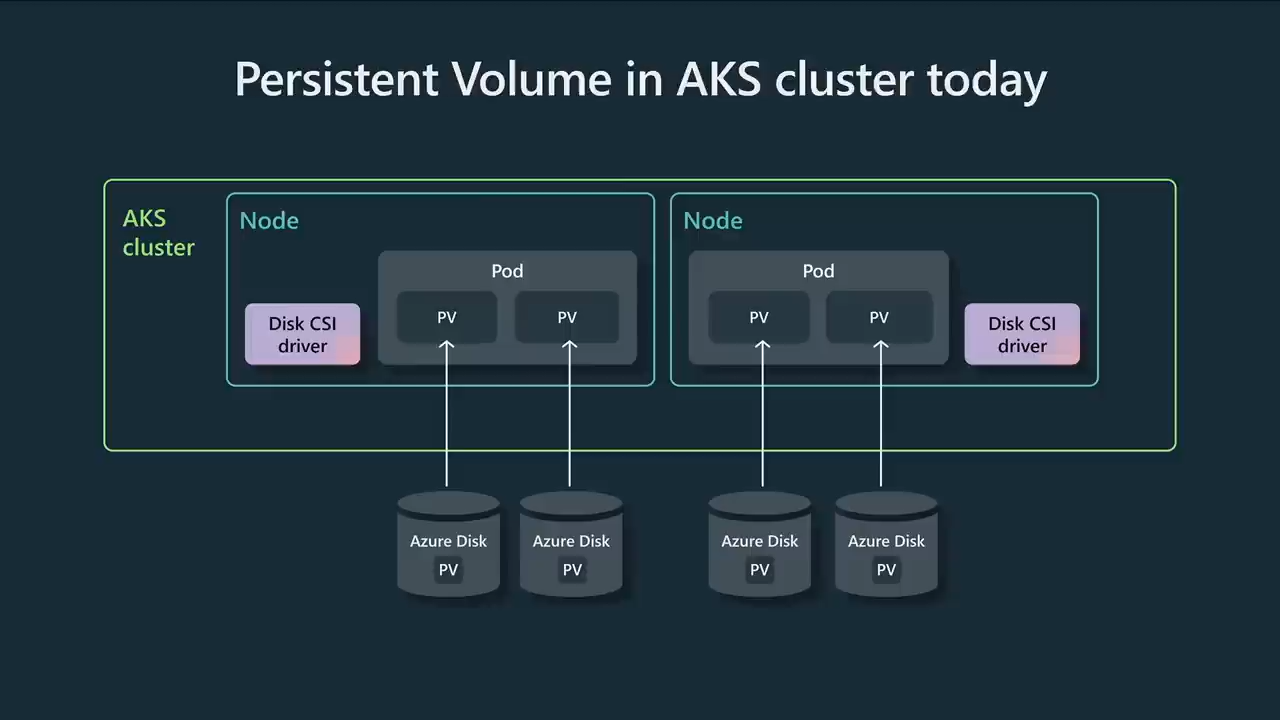 Persistent Volume in AKS cluster today
AKS
cluster
Node
Pod
PV
PV
Disk CSI
driver
Node
Pod
PV
PV
Disk CSI
driver
Azure Disk
PV
Azure Disk
PV
Azure Disk
PV
Azure Disk
PV